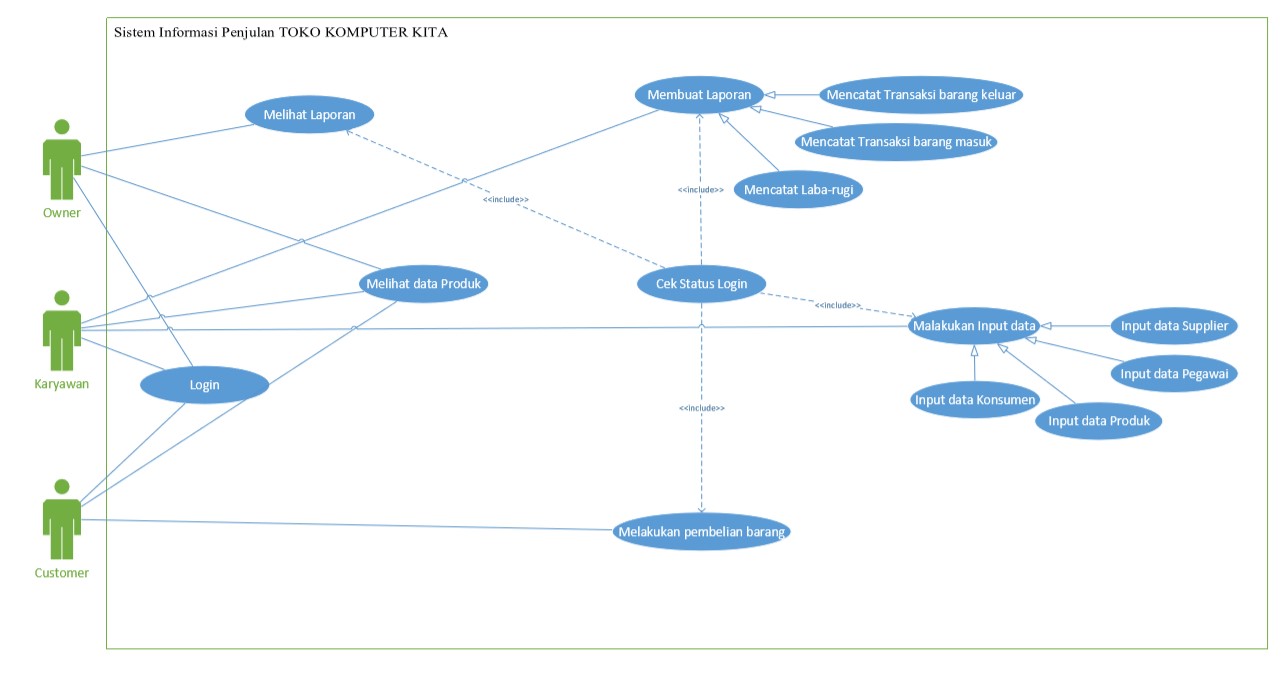 Sistem Informasi Penjulan TOKO KOMPUTER KITA
Melihat Laporan
Membuat Laporan
Mencatat Transaksi barang keluar
Mencatat Transaksi barang masuk
Mencatat Laba-rugi
<<include>>
<<include>>
Owner
Melihat data Produk
Cek Status Login
<<include>>
Malakukan Input data
Input data Supplier
Input data Pegawai
Input data Konsumen
Input data Produk
Karyawan
Login
<<include>>
Melakukan pembelian barang
Customer